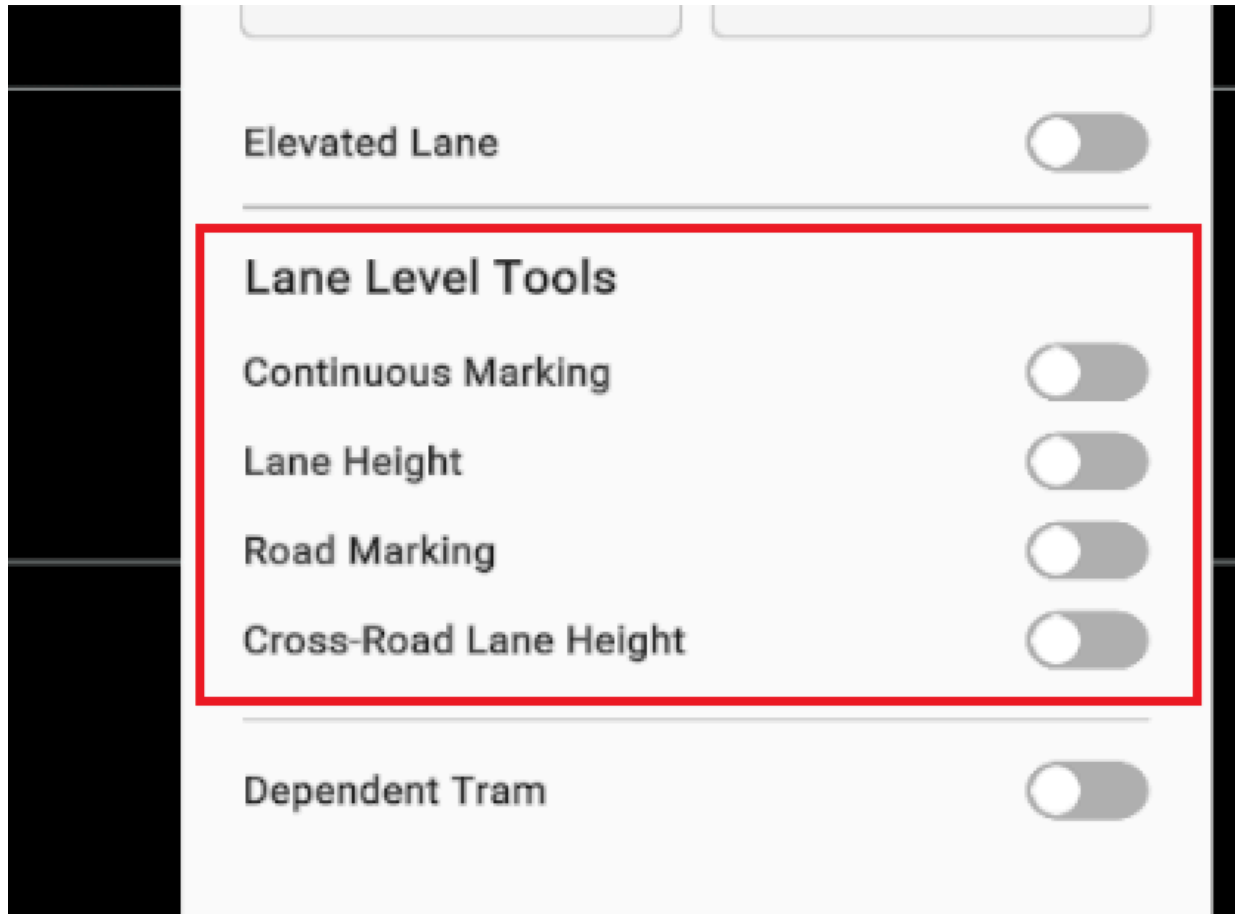 Elevated Lane
Lane Level Tools
Continuous Marking
Lane Height
Road Marking
Cross-Road Lane Height
Dependent Tram